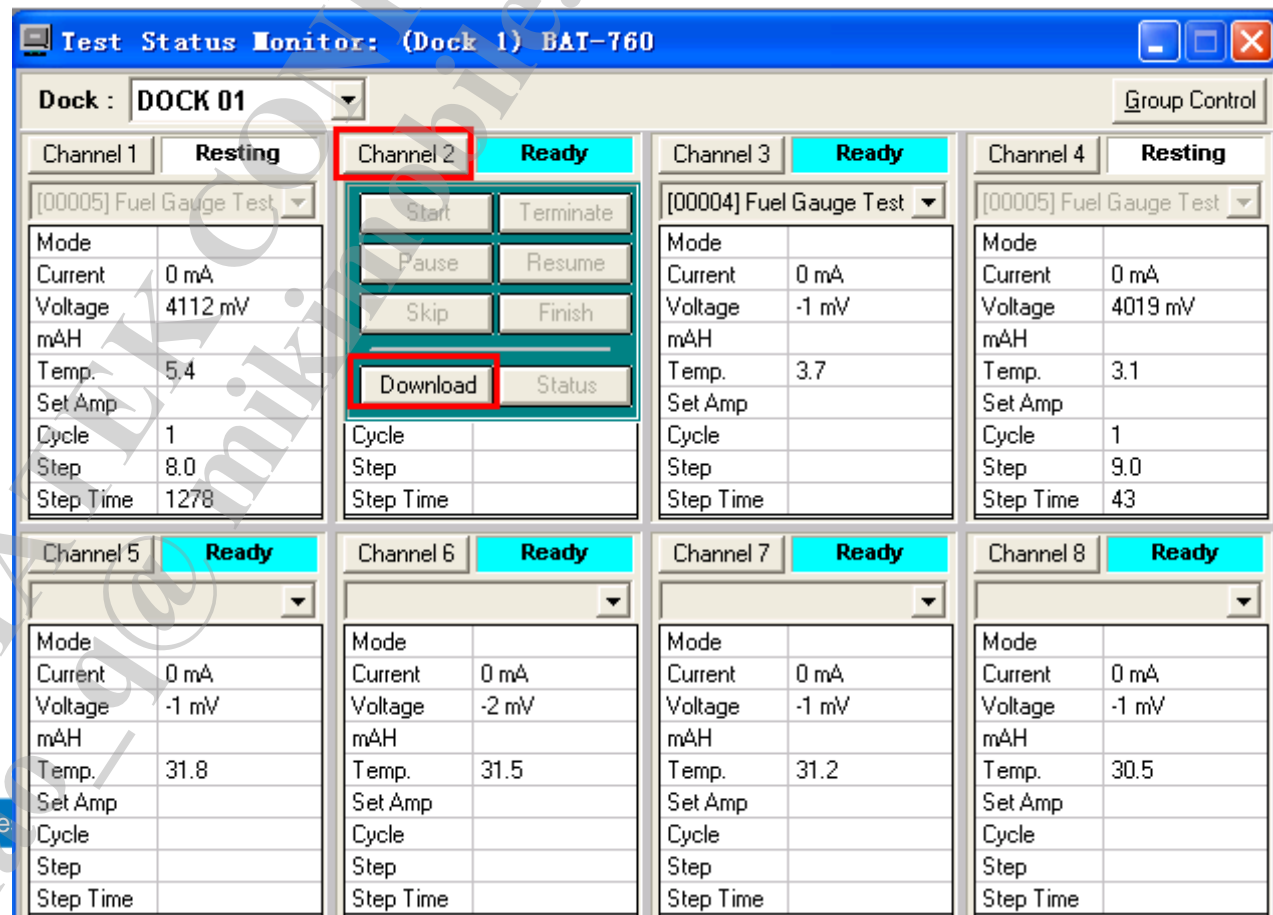 Test Status Monitor: (Dock 1) BAT-760
Dock : DOCK 01 Group Control
Channel 1 Resting Channel 2 Ready Channel 3 Ready Channel 4 Resting
[00005] Fuel Gauge Test Start Terminate [00004] Fuel Gauge Test [00005] Fuel Gauge Test
Mode Pause Resume Mode Mode
Current 0 mA Skip Finish Current 0 mA Current 0 mA
Voltage 4112 mV Download Status Voltage -1 mV Voltage 4019 mV
mAH mAH mAH
Temp. 5.4 Temp. 3.7 Temp. 3.1
Set Amp Set Amp Set Amp
Cycle 1 Cycle Cycle Cycle 1
Step 8.0 Step Step Step 9.0
Step Time 1278 Step Time Step Time Step Time 43
Channel 5 Ready Channel 6 Ready Channel 7 Ready Channel 8 Ready
Mode Mode Mode Mode
Current 0 mA Current 0 mA Current 0 mA Current 0 mA
Voltage -1 mV Voltage -2 mV Voltage -1 mV Voltage -1 mV
mAH mAH mAH mAH
Temp. 31.8 Temp. 31.5 Temp. 31.2 Temp. 30.5
Set Amp Set Amp Set Amp Set Amp
Cycle Cycle Cycle Cycle
Step Step Step Step
Step Time Step Time Step Time Step Time